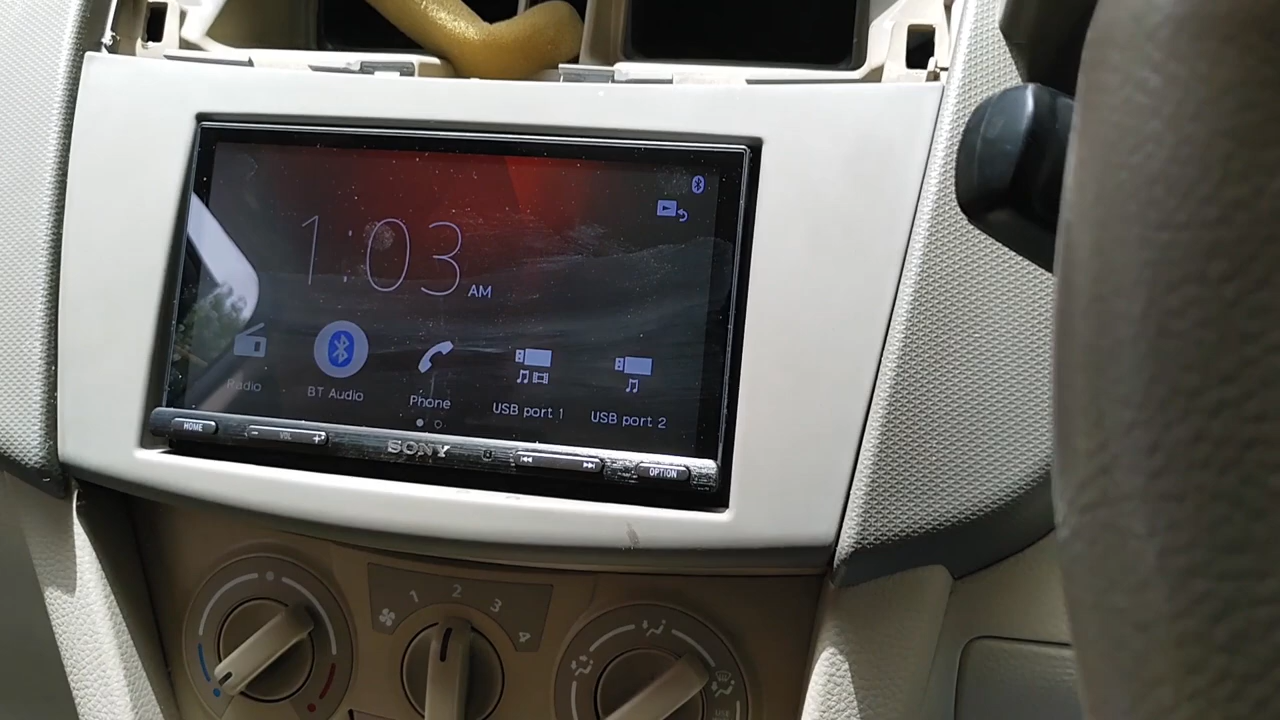 1:03 AM
Radio
BT Audio
Phone
USB port 1
USB port 2
HOME
− VOL +
SONY
OPTION
1 2 3 4